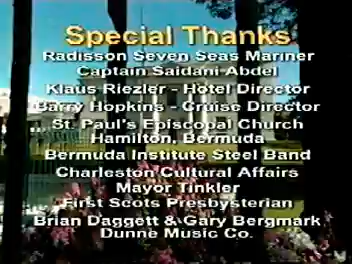 Special Thanks
Radisson Seven Seas Mariner
Captain Saidani Abdel
Klaus Riezler - Hotel Director
Barry Hopkins - Cruise Director
St. Paul's Episcopal Church
Hamilton, Bermuda
Bermuda Institute Steel Band
Charleston Cultural Affairs
Mayor Tinkler
First Scots Presbyterian
Brian Daggett & Gary Bergmark
Dunne Music Co.